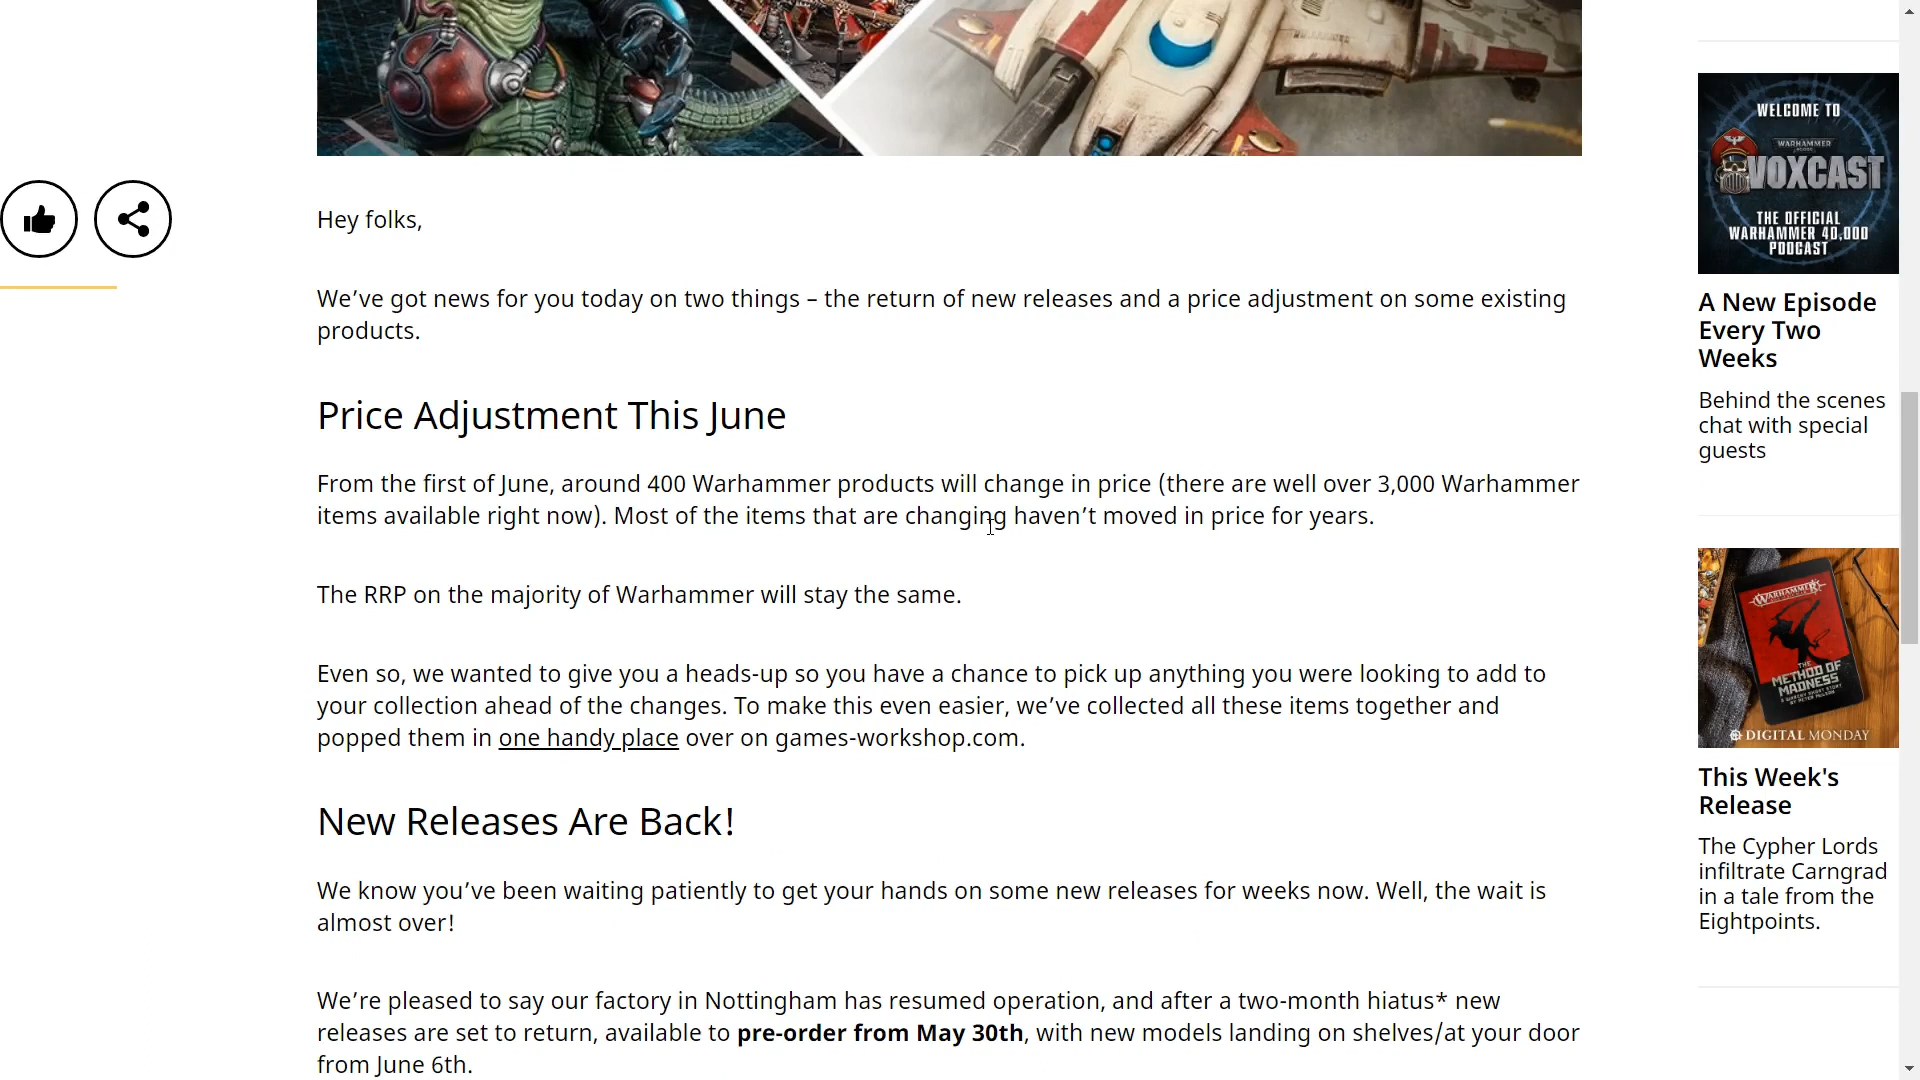 Hey folks,
We’ve got news for you today on two things – the return of new releases and a price adjustment on some existing
products.
Price Adjustment This June
From the first of June, around 400 Warhammer products will change in price (there are well over 3,000 Warhammer
items available right now). Most of the items that are changing haven’t moved in price for years.
The RRP on the majority of Warhammer will stay the same.
Even so, we wanted to give you a heads-up so you have a chance to pick up anything you were looking to add to
your collection ahead of the changes. To make this even easier, we’ve collected all these items together and
popped them in one handy place over on games-workshop.com.
New Releases Are Back!
We know you’ve been waiting patiently to get your hands on some new releases for weeks now. Well, the wait is
almost over!
We’re pleased to say our factory in Nottingham has resumed operation, and after a two-month hiatus* new
releases are set to return, available to pre-order from May 30th, with new models landing on shelves/at your door
from June 6th.
WELCOME TO
WARHAMMER
VOXCAST
THE OFFICIAL
WARHAMMER 40,000
PODCAST
A New Episode
Every Two
Weeks
Behind the scenes
chat with special
guests
WARHAMMER
THE
METHOD OF
MADNESS
DIGITAL MONDAY
This Week's
Release
The Cypher Lords
infiltrate Carngrad
in a tale from the
Eightpoints.